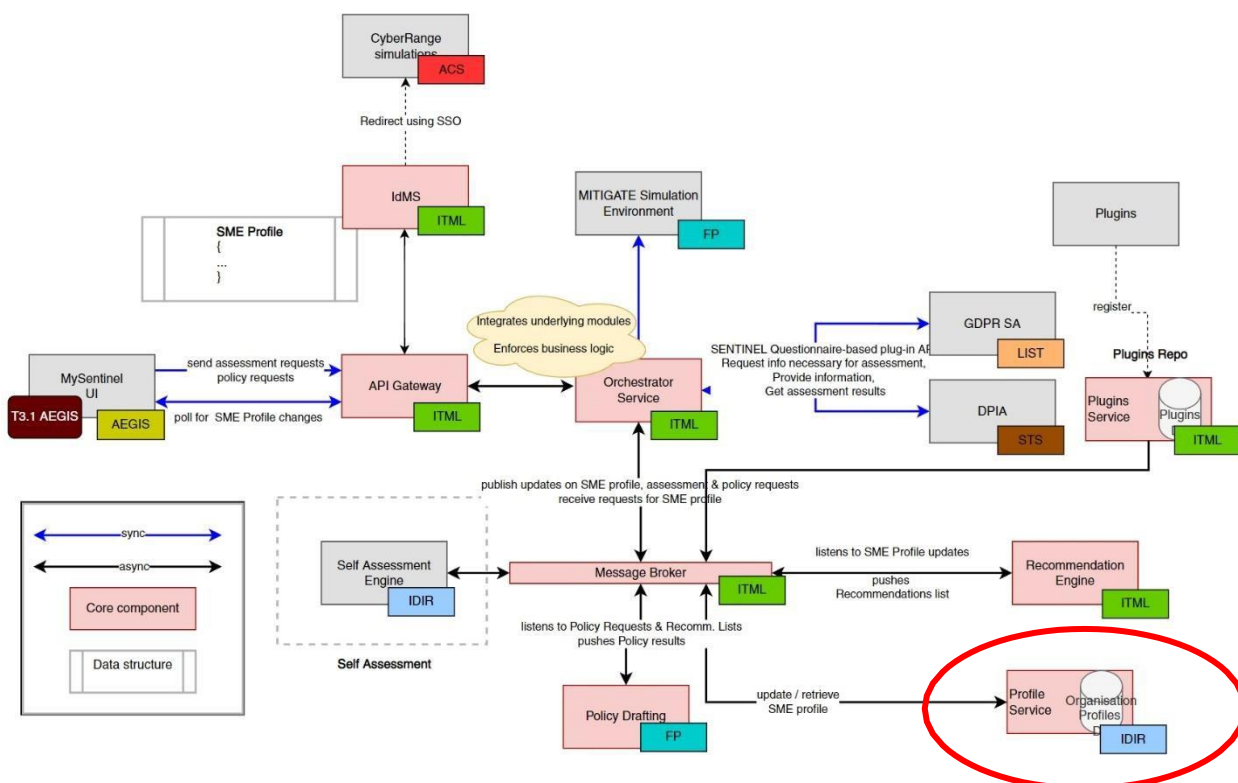 CyberRange
simulations
ACS
Redirect using SSO
IdMS
ITML
SME Profile
{
...
}
MITIGATE Simulation
Environment
FP
Plugins
register
Integrates underlying modules
Enforces business logic
GDPR SA
LIST
SENTINEL Questionnaire-based plug-in AP
Request info necessary for assessment,
Provide information,
Get assessment results
DPIA
STS
Plugins Repo
Plugins
Service
Plugins
ITML
MySentinel
UI
T3.1 AEGIS
AEGIS
send assessment requests
policy requests
poll for SME Profile changes
API Gateway
ITML
Orchestrator
Service
ITML
publish updates on SME profile, assessment & policy requests
receive requests for SME profile
sync
async
Core component
Data structure
Self Assessment
Engine
IDIR
Self Assessment
Message Broker
ITML
listens to SME Profile updates
pushes
Recommendations list
Recommendation
Engine
ITML
listens to Policy Requests & Recomm. Lists
pushes Policy results
Policy Drafting
FP
update / retrieve
SME profile
Profile
Service
Organisation
Profiles
D
IDIR